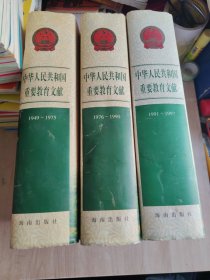 中华人民共和国
重要教育文献
1949－1975
海南出版社
中华人民共和国
重要教育文献
1976－1990
海南出版社
中华人民共和国
重要教育文献
1991－1997
海南出版社